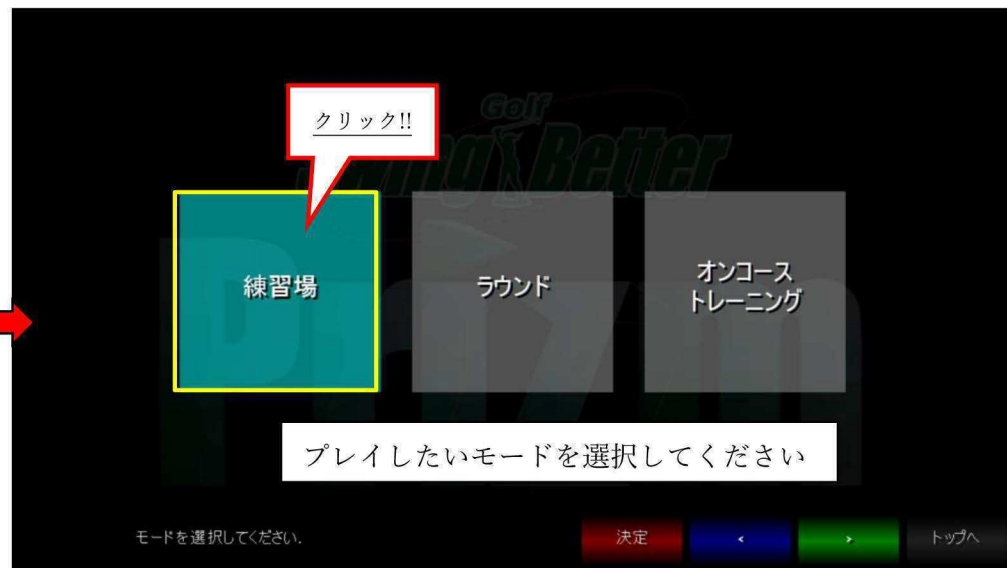 クリック!!
Golf
Swing Better
練習場
ラウンド
オンコース
トレーニング
Pri7m
プレイしたいモードを選択してください
モードを選択してください.
決定
<
>
トップへ